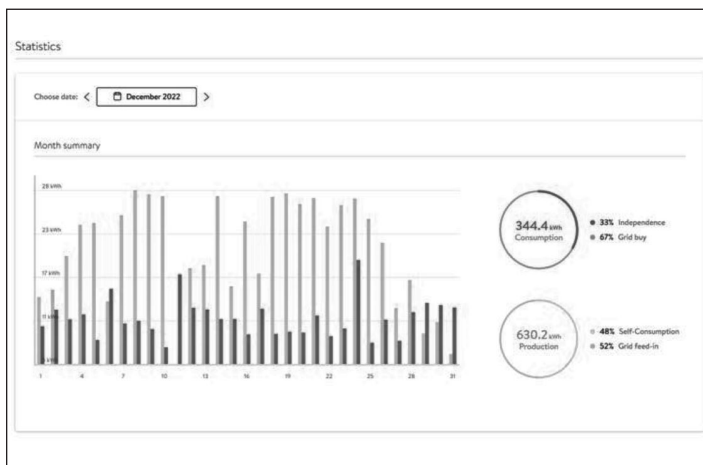 Statistics
Choose date: < December 2022 >
Month summary
28 kWh
23 kWh
17 kWh
11 kWh
kWh
1 4 7 10 13 16 19 22 25 28 31
344.4 kWh
Consumption
33% Independence
67% Grid buy
630.2 kWh
Production
48% Self-Consumption
52% Grid feed-in